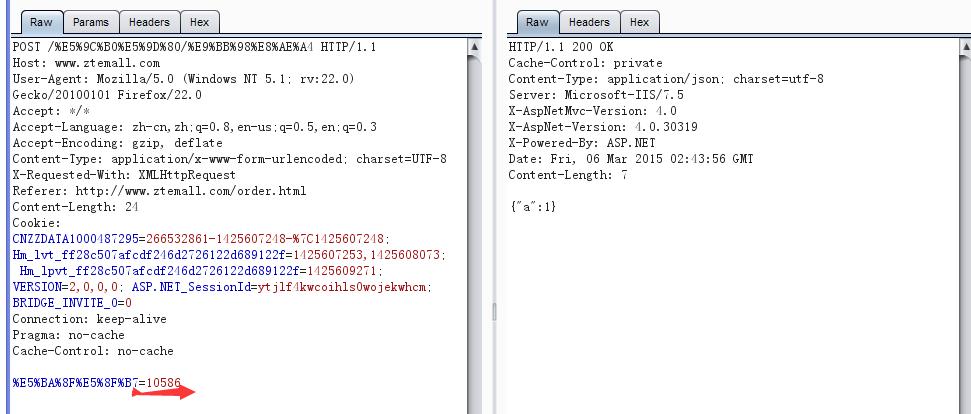 Raw Params Headers Hex
POST /%E5%9C%B0%E5%9D%80/%E9%BB%98%E8%AE%A4 HTTP/1.1
Host: www.ztemall.com
User-Agent: Mozilla/5.0 (Windows NT 5.1; rv:22.0)
Gecko/20100101 Firefox/22.0
Accept: */*
Accept-Language: zh-cn,zh;q=0.8,en-us;q=0.5,en;q=0.3
Accept-Encoding: gzip, deflate
Content-Type: application/x-www-form-urlencoded; charset=UTF-8
X-Requested-With: XMLHttpRequest
Referer: http://www.ztemall.com/order.html
Content-Length: 24
Cookie:
CNZZDATA1000487295=266532861-1425607248-%7C1425607248;
Hm_lvt_ff28c507afcdf246d2726122d689122f=1425607253,1425608073;
Hm_lpvt_ff28c507afcdf246d2726122d689122f=1425609271;
VERSION=2,0,0,0; ASP.NET_SessionId=ytjlf4kwcoihls0wojekwhcm;
BRIDGE_INVITE_0=0
Connection: keep-alive
Pragma: no-cache
Cache-Control: no-cache
%E5%BA%8F%E5%8F%B7=10586
Raw Headers Hex
HTTP/1.1 200 OK
Cache-Control: private
Content-Type: application/json; charset=utf-8
Server: Microsoft-IIS/7.5
X-AspNetMvc-Version: 4.0
X-AspNet-Version: 4.0.30319
X-Powered-By: ASP.NET
Date: Fri, 06 Mar 2015 02:43:56 GMT
Content-Length: 7
{"a":1}